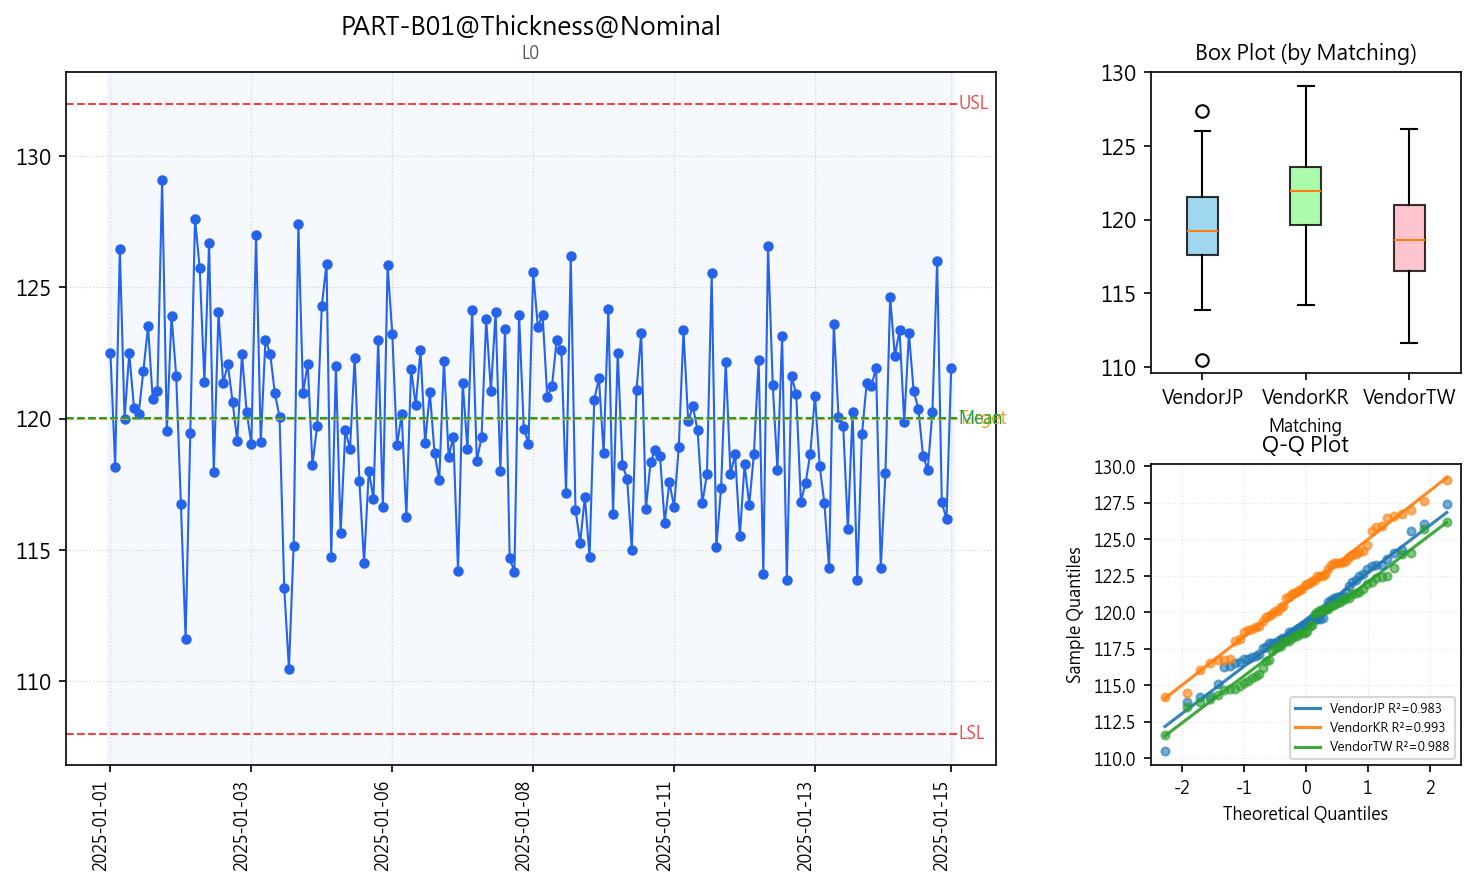 PART-B01@Thickness@Nominal
L0
USL
130
125
120
Mean
Target
115
110
LSL
2025-01-01
2025-01-03
2025-01-06
2025-01-08
2025-01-11
2025-01-13
2025-01-15
Box Plot (by Matching)
130
125
120
115
110
VendorJP VendorKR VendorTW
Matching
Q-Q Plot
Sample Quantiles
130.0
127.5
125.0
122.5
120.0
117.5
115.0
112.5
110.0
VendorJP R²=0.983
VendorKR R²=0.993
VendorTW R²=0.988
-2 -1 0 1 2
Theoretical Quantiles